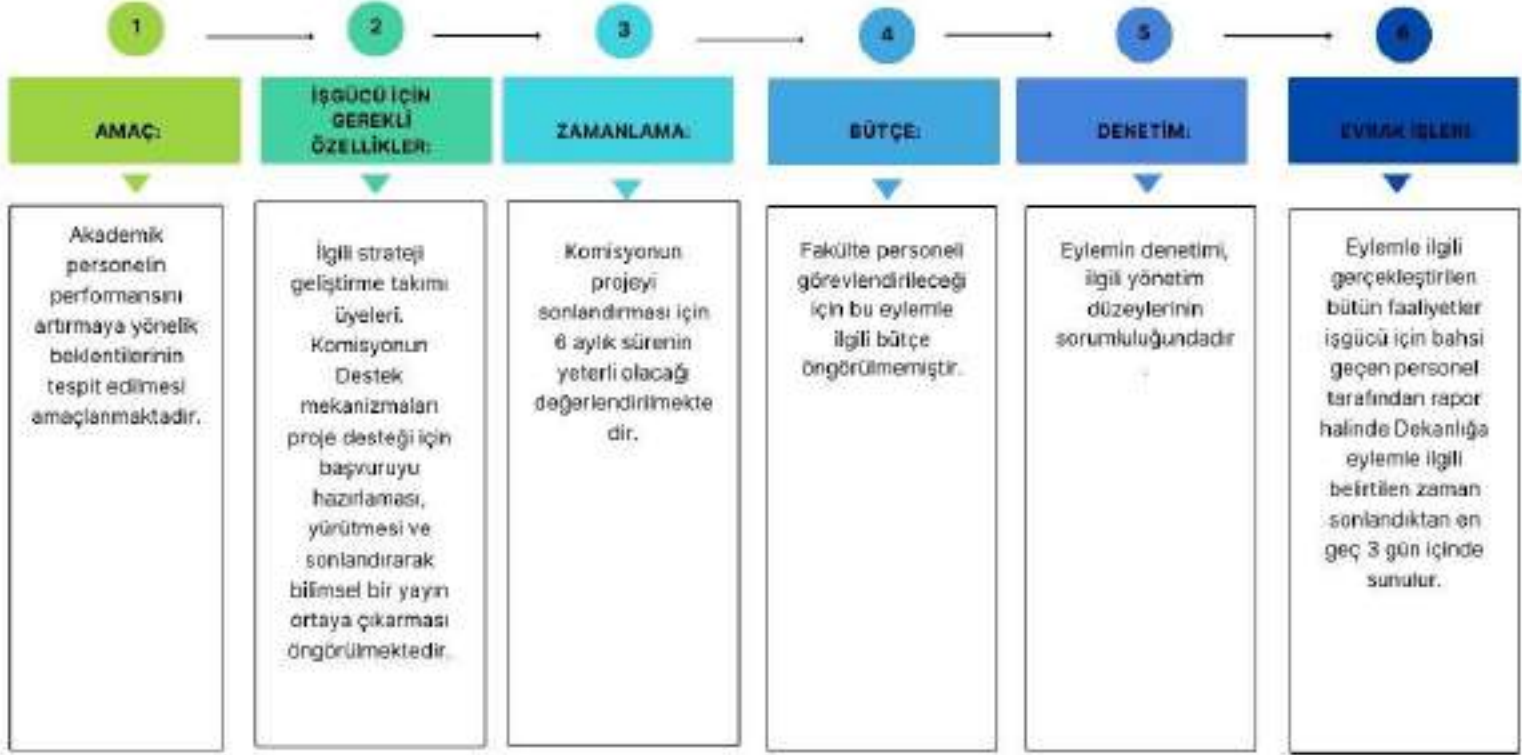 1
AMAÇ:
Akademik
personelin
performansını
artırmaya yönelik
beklentilerinin
tespit edilmesi
amaçlanmaktadır.
2
İŞGÜCÜ İÇİN
GEREKLİ
ÖZELLİKLER:
İlgili strateji
geliştirme takımı
üyeleri.
Komisyonun
Destek
mekanizmaları
proje desteği için
başvuruyu
hazırlaması,
yürütmesi ve
sonlandırarak
bilimsel bir yayın
ortaya çıkarması
öngörülmektedir.
3
ZAMANLAMA:
Komisyonun
projeyi
sonlandırması için
6 aylık sürenin
yeterli olacağı
değerlendirilmekte
dir.
4
BÜTÇE:
Fakülte personeli
görevlendirileceği
için bu eylemle
ilgili bütçe
öngörülmemiştir.
5
DENETİM:
Eylemin denetimi,
ilgili yönetim
düzeylerinin
sorumluluğundadır
.
6
EVRAK İŞLERİ:
Eylemle ilgili
gerçekleştirilen
bütün faaliyetler
işgücü için bahsi
geçen personel
tarafından rapor
halinde Dekanlığa
eylemle ilgili
belirtilen zaman
sonlandıktan en
geç 3 gün içinde
sunulur.